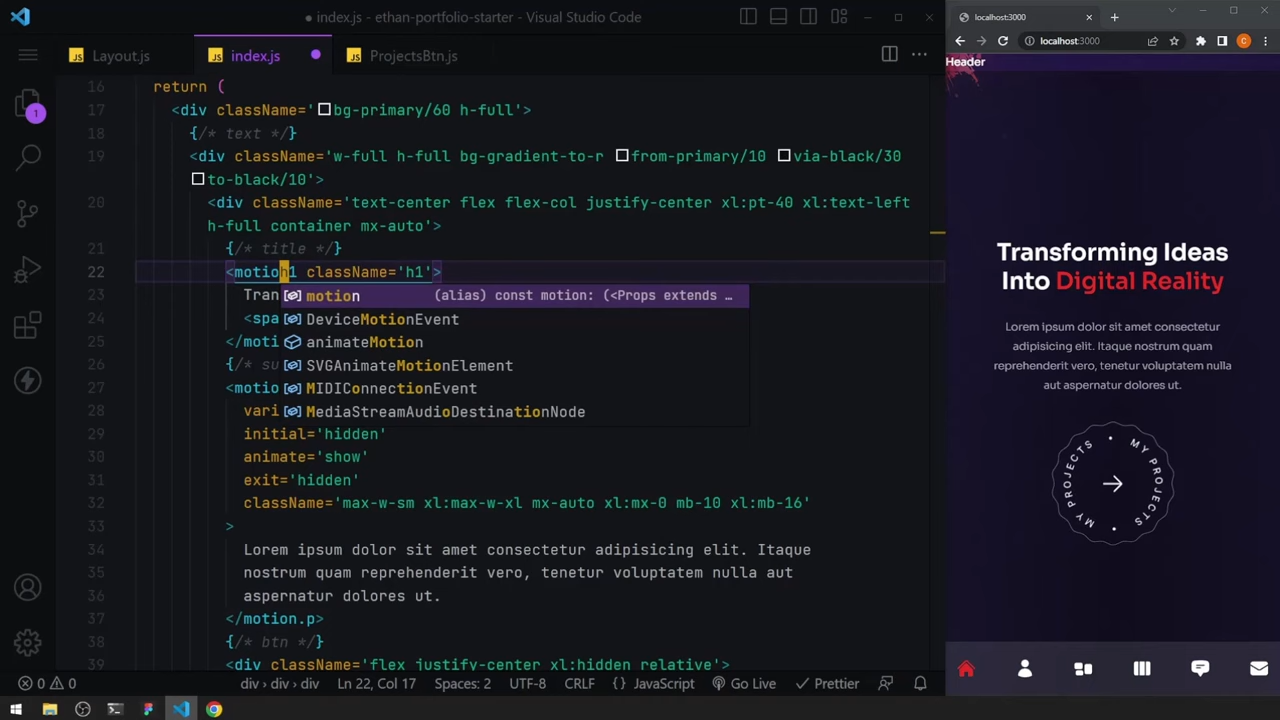 index.js - ethan-portfolio-starter - Visual Studio Code
JS Layout.js
JS index.js
JS ProjectsBtn.js
1
16 return (
17 <div className='bg-primary/60 h-full'>
18 {/* text */}
19 <div className='w-full h-full bg-gradient-to-r from-primary/10 via-black/30
to-black/10'>
20 <div className='text-center flex flex-col justify-center xl:pt-40 xl:text-left
h-full container mx-auto'>
21 {/* title */}
22 <motioh1 className='h1'>
motion (alias) const motion: (<Props extends …
23 Tran
DeviceMotionEvent
24 <spa
animateMotion
25 </moti
SVGAnimateMotionElement
26 {/* su
MIDIConnectionEvent
27 <motio
MediaStreamAudioDestinationNode
28 vari
29 initial='hidden'
30 animate='show'
31 exit='hidden'
32 className='max-w-sm xl:max-w-xl mx-auto xl:mx-0 mb-10 xl:mb-16'
33 >
34 Lorem ipsum dolor sit amet consectetur adipisicing elit. Itaque
35 nostrum quam reprehenderit vero, tenetur voluptatem nulla aut
36 aspernatur dolores ut.
37 </motion.p>
38 {/* btn */}
39 <div className='flex justify-center xl:hidden relative'>
0 0 div › div › div Ln 22, Col 17 Spaces: 2 UTF-8 CRLF {} JavaScript Go Live Prettier
localhost:3000
localhost:3000
C
Header
Transforming Ideas
Into Digital Reality
Lorem ipsum dolor sit amet consectetur
adipisicing elit. Itaque nostrum quam
reprehenderit vero, tenetur voluptatem nulla
aut aspernatur dolores ut.
MY PROJECTS • MY PROJECTS •